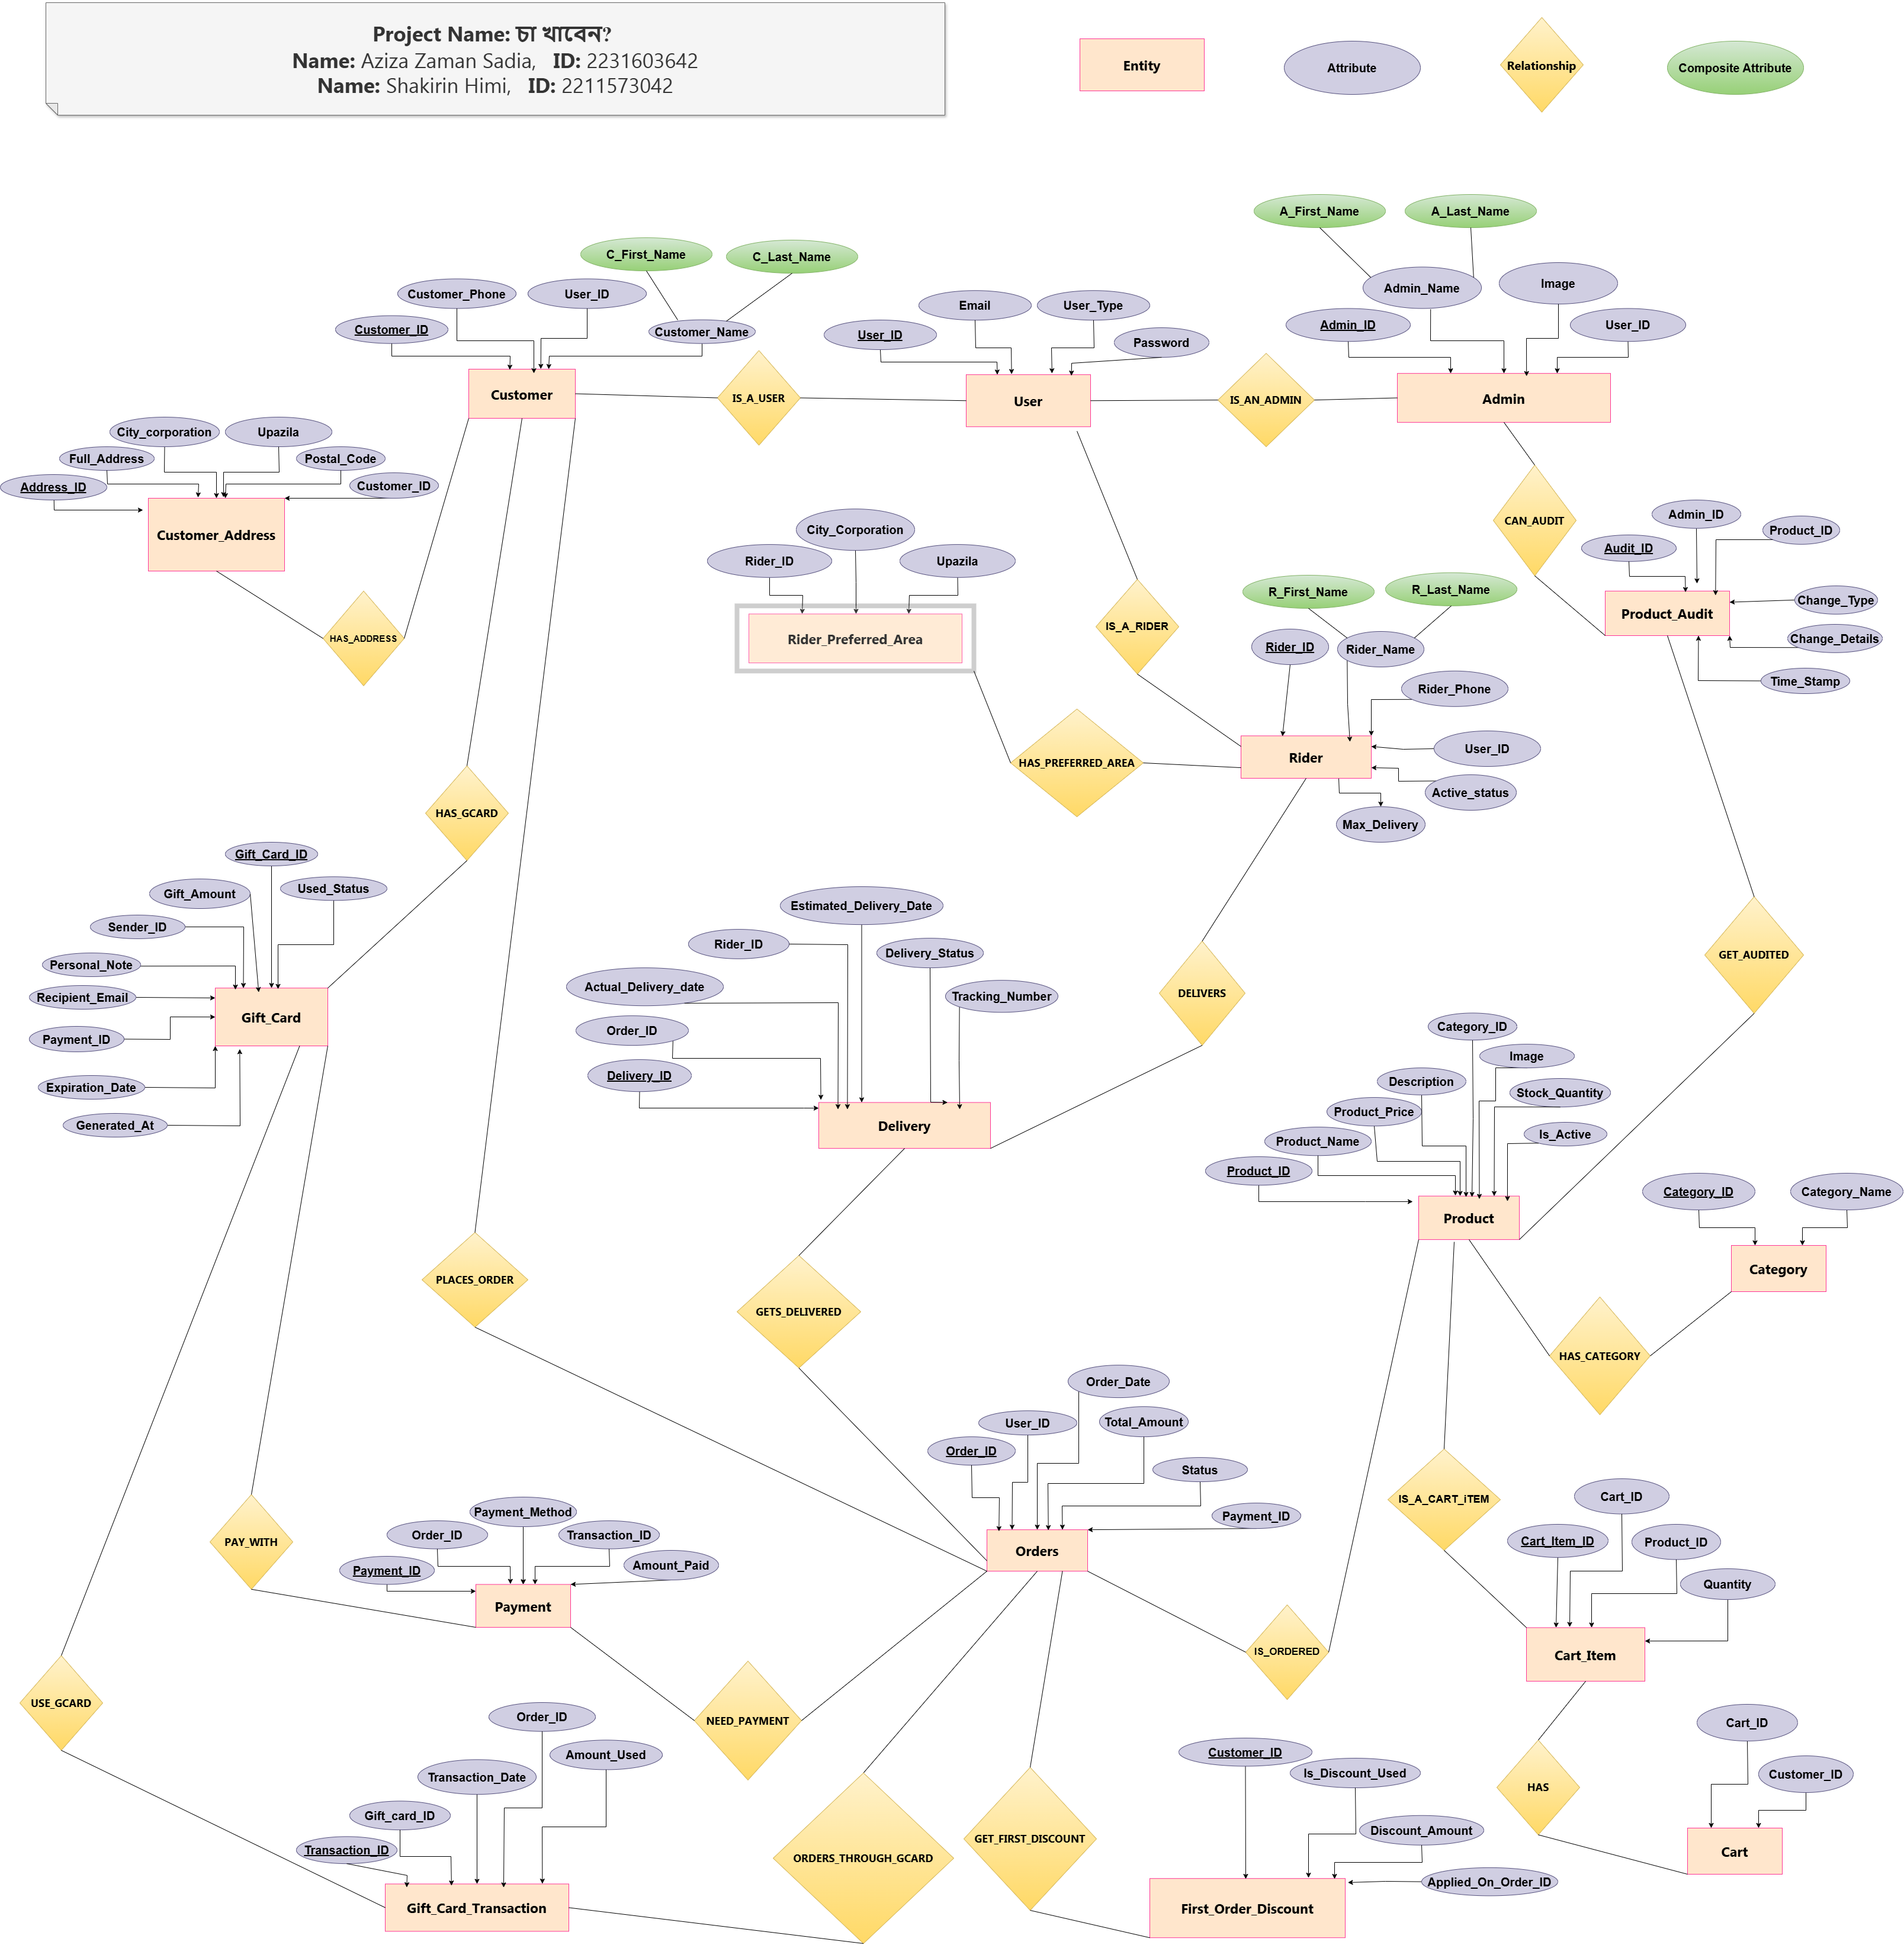 Project Name: চা খাবেন?
Name: Aziza Zaman Sadia, ID: 2231603642
Name: Shakirin Himi, ID: 2211573042
Entity
Attribute
Relationship
Composite Attribute
A_First_Name
A_Last_Name
C_First_Name
C_Last_Name
Customer_Phone
User_ID
Customer_ID
Customer_Name
Customer
IS_A_USER
Email
User_Type
User_ID
Password
User
IS_AN_ADMIN
Admin_Name
Image
Admin_ID
User_ID
Admin
City_corporation
Upazila
Full_Address
Postal_Code
Address_ID
Customer_ID
Customer_Address
HAS_ADDRESS
City_Corporation
Rider_ID
Upazila
Rider_Preferred_Area
HAS_PREFERRED_AREA
IS_A_RIDER
R_First_Name
R_Last_Name
Rider_ID
Rider_Name
Rider_Phone
User_ID
Active_status
Max_Delivery
Rider
CAN_AUDIT
Admin_ID
Product_ID
Audit_ID
Change_Type
Product_Audit
Change_Details
Time_Stamp
HAS_GCARD
Gift_Card_ID
Used_Status
Gift_Amount
Sender_ID
Personal_Note
Recipient_Email
Gift_Card
Payment_ID
Expiration_Date
Generated_At
Estimated_Delivery_Date
Rider_ID
Delivery_Status
Actual_Delivery_date
Tracking_Number
Order_ID
Delivery_ID
Delivery
DELIVERS
GET_AUDITED
Category_ID
Image
Description
Stock_Quantity
Product_Price
Is_Active
Product_Name
Product_ID
Product
Category_ID
Category_Name
Category
HAS_CATEGORY
PLACES_ORDER
GETS_DELIVERED
Order_Date
User_ID
Total_Amount
Order_ID
Status
Payment_ID
Orders
IS_A_CART_iTEM
Cart_ID
Cart_Item_ID
Product_ID
Quantity
Cart_Item
PAY_WITH
Payment_Method
Order_ID
Transaction_ID
Payment_ID
Amount_Paid
Payment
IS_ORDERED
USE_GCARD
NEED_PAYMENT
Order_ID
Amount_Used
Transaction_Date
Gift_card_ID
Transaction_ID
Gift_Card_Transaction
ORDERS_THROUGH_GCARD
GET_FIRST_DISCOUNT
Customer_ID
Is_Discount_Used
Discount_Amount
Applied_On_Order_ID
First_Order_Discount
HAS
Cart_ID
Customer_ID
Cart